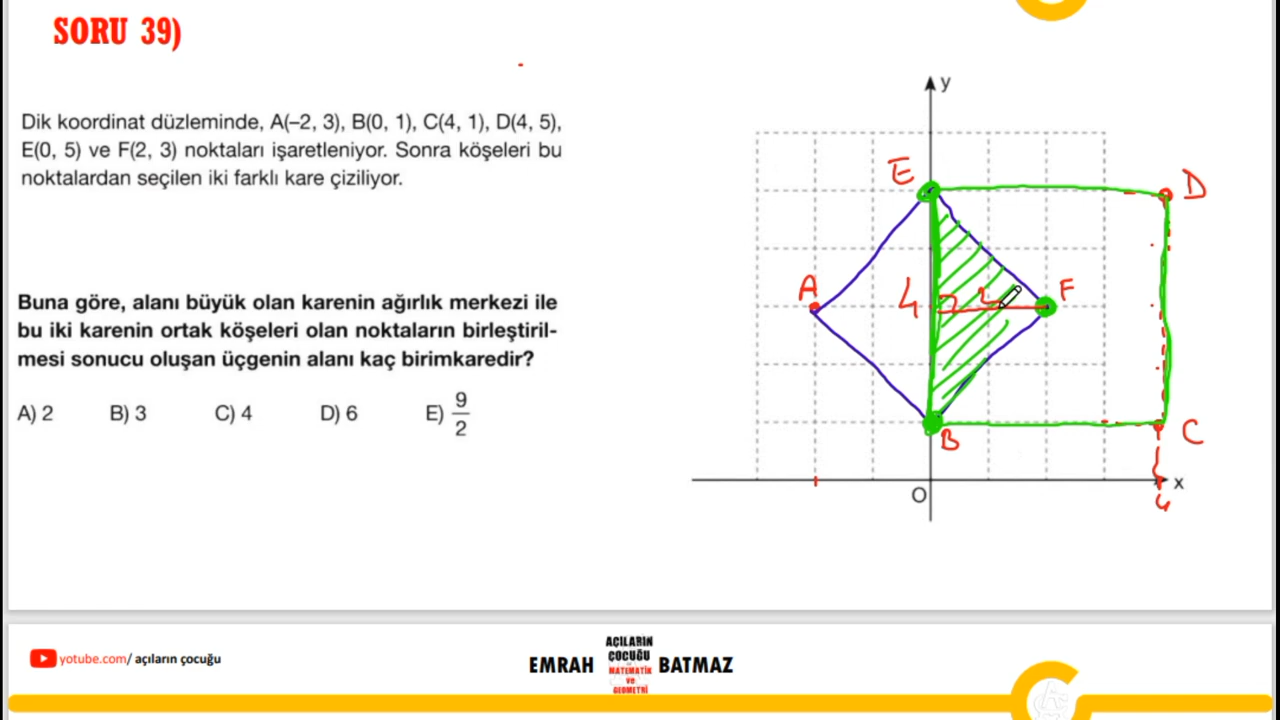 SORU 39)
Dik koordinat düzleminde, A(–2, 3), B(0, 1), C(4, 1), D(4, 5),
E(0, 5) ve F(2, 3) noktaları işaretleniyor. Sonra köşeleri bu
noktalardan seçilen iki farklı kare çiziliyor.
Buna göre, alanı büyük olan karenin ağırlık merkezi ile
bu iki karenin ortak köşeleri olan noktaların birleştiril-
mesi sonucu oluşan üçgenin alanı kaç birimkaredir?
A) 2 B) 3 C) 4 D) 6 E) 9/2
y
E
D
A
4
2
F
B
C
O
x
4
yotube.com/ açıların çocuğu
EMRAH
AÇILARIN
ÇOCUĞU
MATEMATİK
ve
GEOMETRİ
BATMAZ